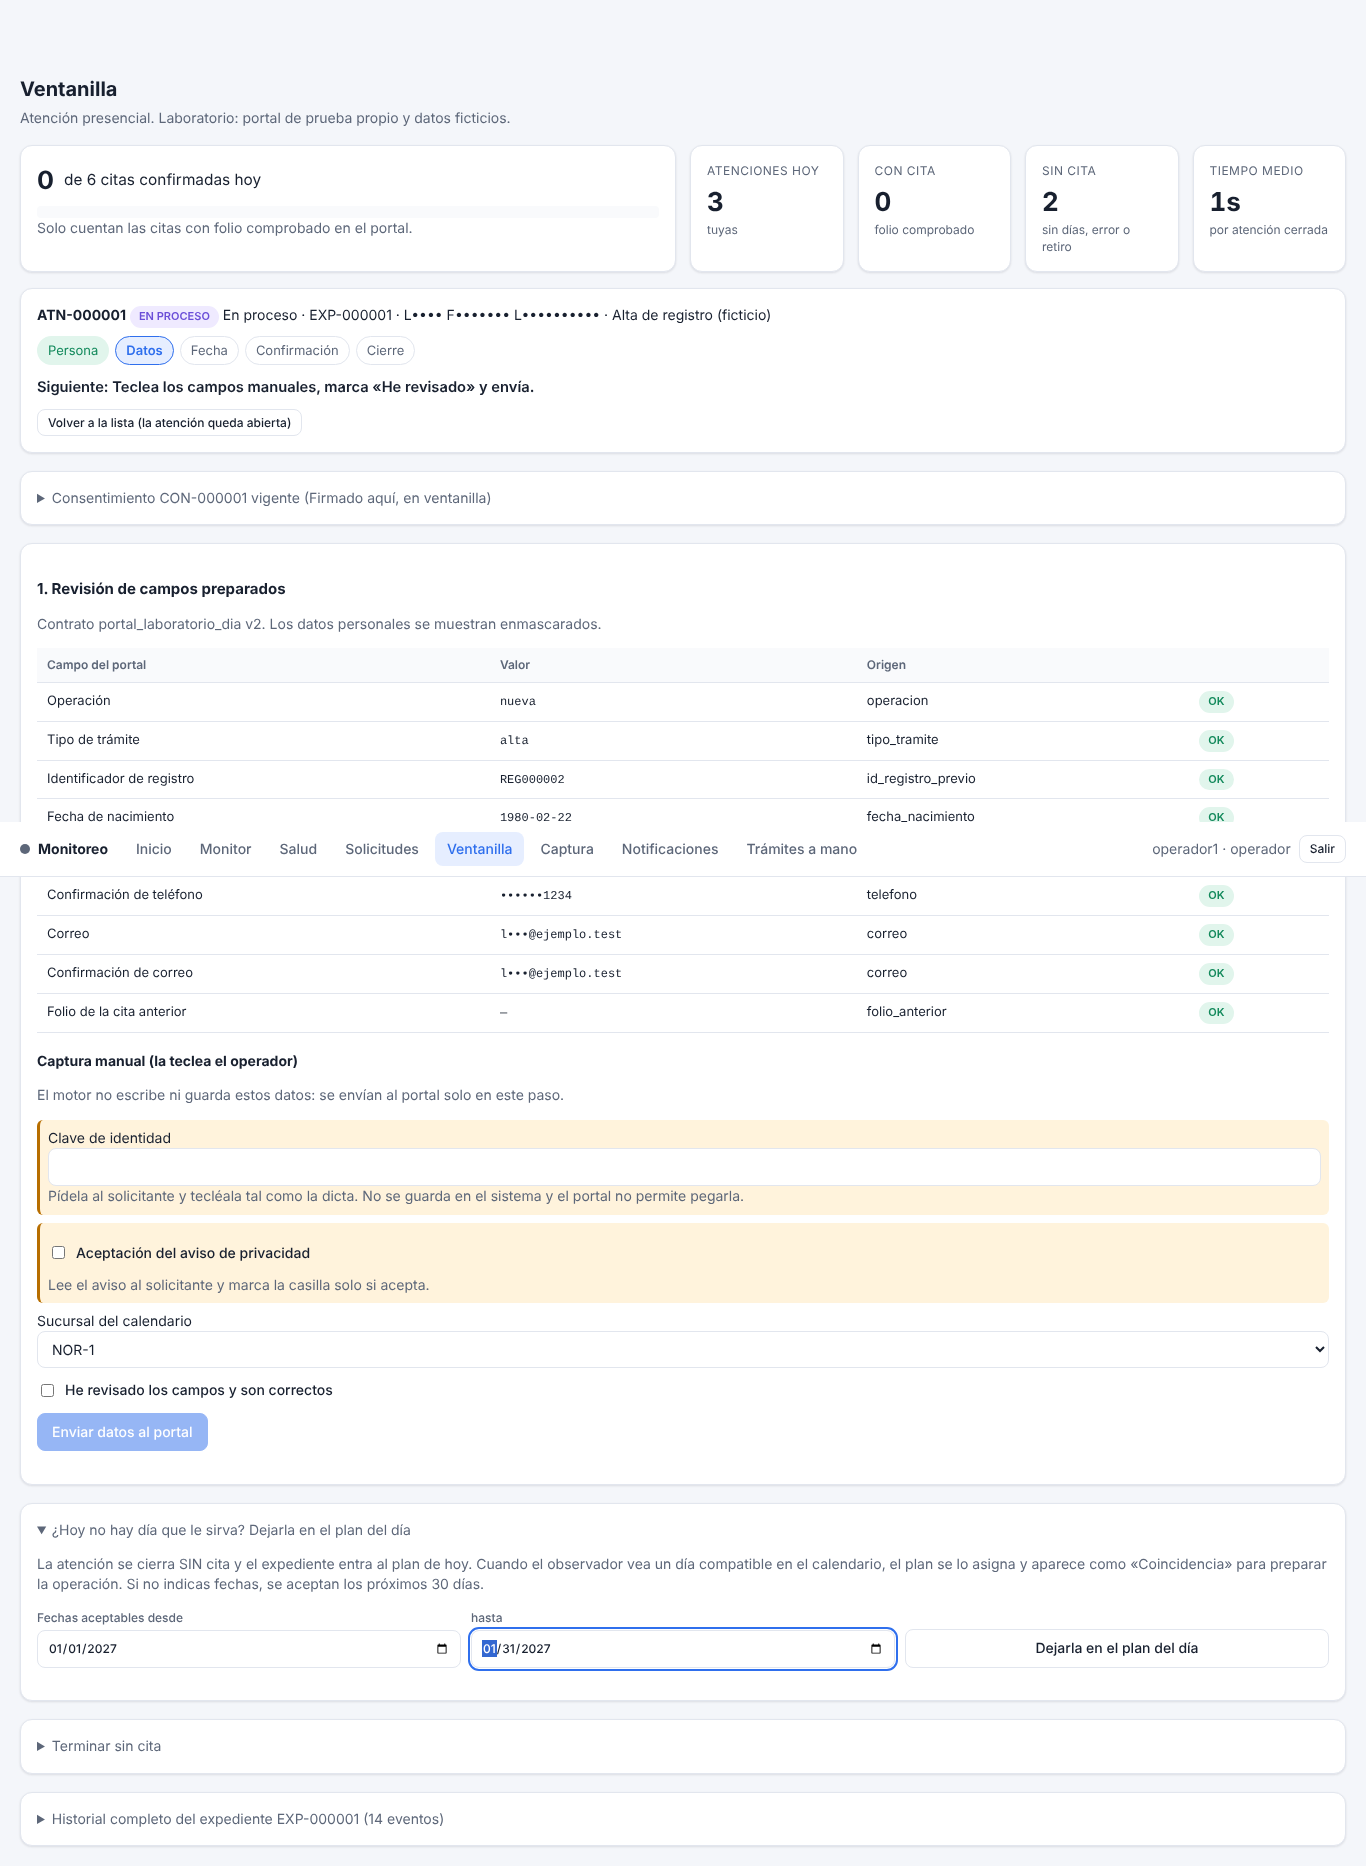 Ventanilla
Atención presencial. Laboratorio: portal de prueba propio y datos ficticios.
0 de 6 citas confirmadas hoy
Solo cuentan las citas con folio comprobado en el portal.
ATENCIONES HOY
3
tuyas
CON CITA
0
folio comprobado
SIN CITA
2
sin días, error o
retiro
TIEMPO MEDIO
1s
por atención cerrada
ATN-000001 EN PROCESO En proceso · EXP-000001 · L•••• F••••••• L•••••••••• · Alta de registro (ficticio)
Persona Datos Fecha Confirmación Cierre
Siguiente: Teclea los campos manuales, marca «He revisado» y envía.
Volver a la lista (la atención queda abierta)
▶ Consentimiento CON-000001 vigente (Firmado aquí, en ventanilla)
1. Revisión de campos preparados
Contrato portal_laboratorio_dia v2. Los datos personales se muestran enmascarados.
Campo del portal Valor Origen
Operación nueva operacion OK
Tipo de trámite alta tipo_tramite OK
Identificador de registro REG000002 id_registro_previo OK
Fecha de nacimiento 1980-02-22 fecha_nacimiento OK
Monitoreo Inicio Monitor Salud Solicitudes Ventanilla Captura Notificaciones Trámites a mano operador1 · operador Salir
Confirmación de teléfono ••••••1234 telefono OK
Correo l•••@ejemplo.test correo OK
Confirmación de correo l•••@ejemplo.test correo OK
Folio de la cita anterior — folio_anterior OK
Captura manual (la teclea el operador)
El motor no escribe ni guarda estos datos: se envían al portal solo en este paso.
Clave de identidad
Pídela al solicitante y tecléala tal como la dicta. No se guarda en el sistema y el portal no permite pegarla.
Aceptación del aviso de privacidad
Lee el aviso al solicitante y marca la casilla solo si acepta.
Sucursal del calendario
NOR-1
He revisado los campos y son correctos
Enviar datos al portal
▼ ¿Hoy no hay día que le sirva? Dejarla en el plan del día
La atención se cierra SIN cita y el expediente entra al plan de hoy. Cuando el observador vea un día compatible en el calendario, el plan se lo asigna y aparece como «Coincidencia» para preparar
la operación. Si no indicas fechas, se aceptan los próximos 30 días.
Fechas aceptables desde hasta
01/01/2027 01/31/2027 Dejarla en el plan del día
▶ Terminar sin cita
▶ Historial completo del expediente EXP-000001 (14 eventos)